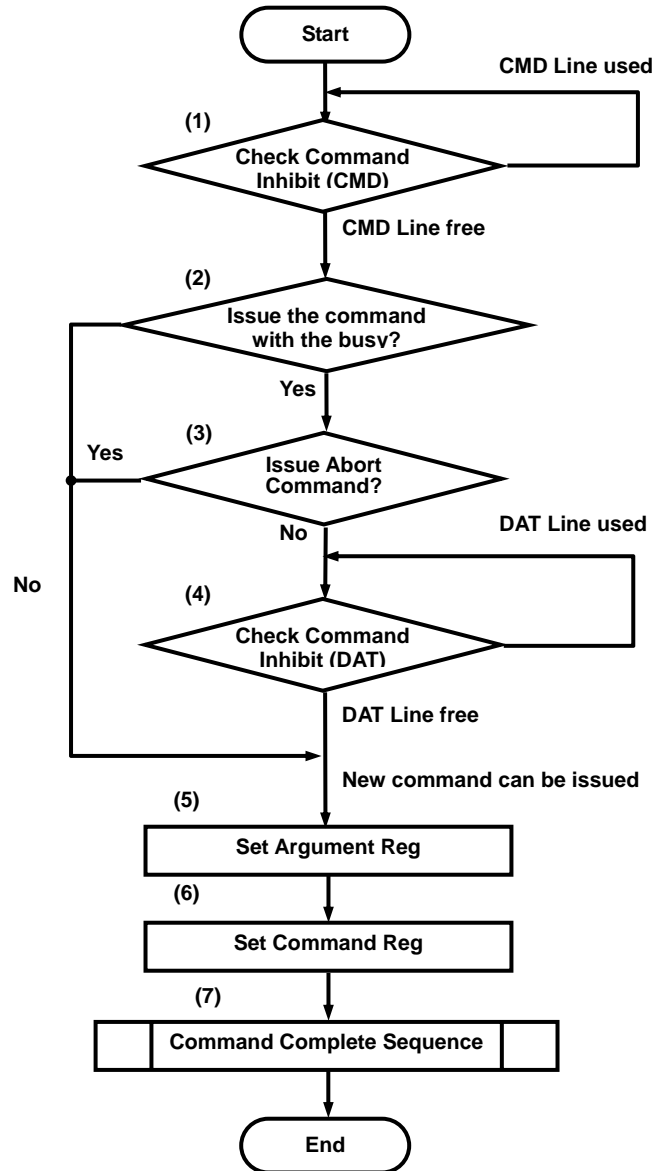 Start
CMD Line used
(1)
Check Command
Inhibit (CMD)
CMD Line free
(2)
Issue the command
with the busy?
Yes
(3)
Yes
Issue Abort
Command?
No
DAT Line used
No
(4)
Check Command
Inhibit (DAT)
DAT Line free
New command can be issued
(5)
Set Argument Reg
(6)
Set Command Reg
(7)
Command Complete Sequence
End